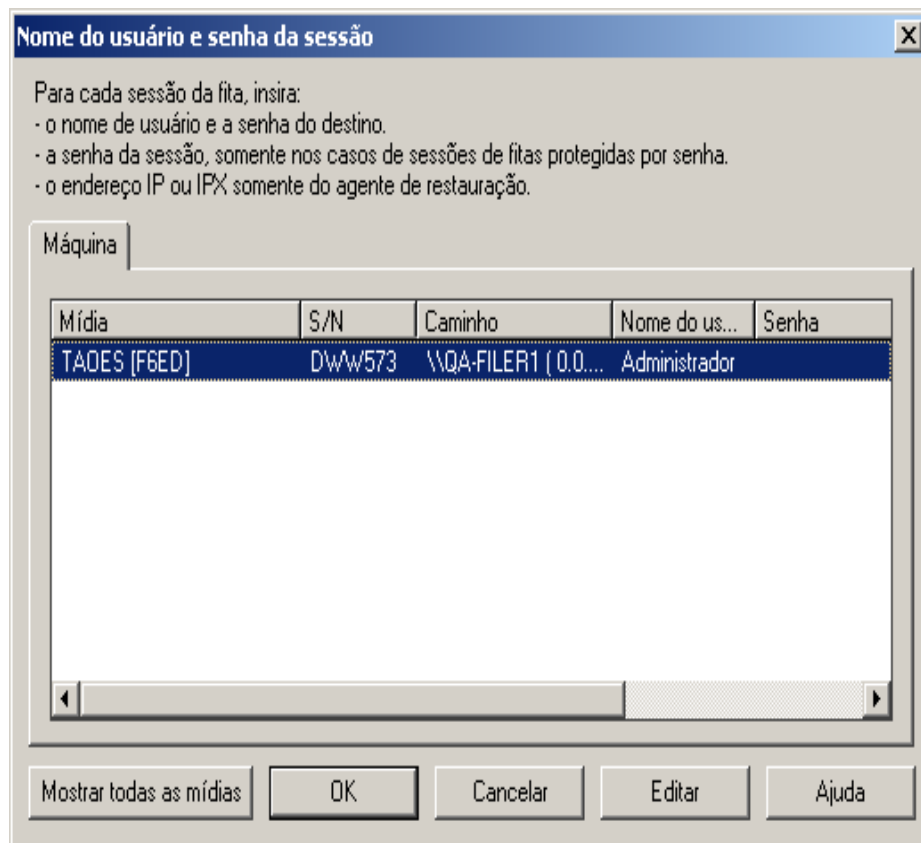 Nome do usuário e senha da sessão
Para cada sessão da fita, insira:
- o nome de usuário e a senha do destino.
- a senha da sessão, somente nos casos de sessões de fitas protegidas por senha.
- o endereço IP ou IPX somente do agente de restauração.
Máquina
Mídia S/N Caminho Nome do us... Senha
TAOES [F6ED] DWW573 \\QA-FILER1 ( 0.0.... Administrador
Mostrar todas as mídias OK Cancelar Editar Ajuda